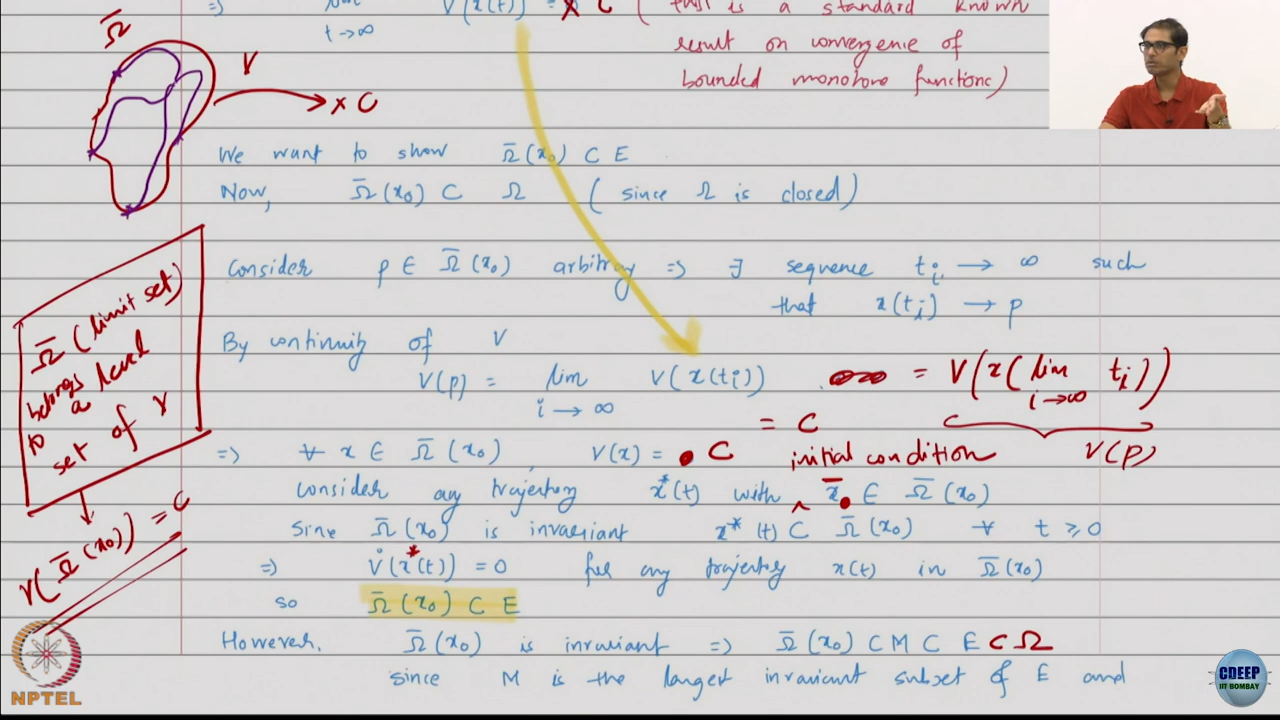 ⇒ lim V(x(t)) = C ( this is a standard known
t → ∞
result on convergence of
bounded monotone functions)
Ω̄
V
× C
We want to show Ω̄(x₀) ⊂ E
Now, Ω̄(x₀) ⊂ Ω ( since Ω is closed)
Consider p ∈ Ω̄(x₀) arbitray ⇒ ∃ sequence tᵢ → ∞ such
that x(tᵢ) → p
By continuity of V
V(p) = lim V(x(tᵢ)) = V(x(lim tᵢ))
i → ∞ i→∞
= C
V(p)
⇒ ∀ x ∈ Ω̄(x₀), V(x) = C
initial condition
Consider any trajectory x*(t) with ^ x̄ ∈ Ω̄(x₀)
Sine Ω̄(x₀) is invariant x*(t) ⊂ Ω̄(x₀) ∀ t ≥ 0
⇒ V̇(x*(t)) = 0 for any trajectory x(t) in Ω̄(x₀)
so Ω̄(x₀) ⊂ E
However, Ω̄(x₀) is invariant ⇒ Ω̄(x₀) ⊂ M ⊂ E ⊂ Ω
since M is the largest invariant subset of E and
Ω̄ (limit set)
belongs
to a level
set of V
V(Ω̄(x₀)) = C
NPTEL
CDEEP
IIT BOMBAY